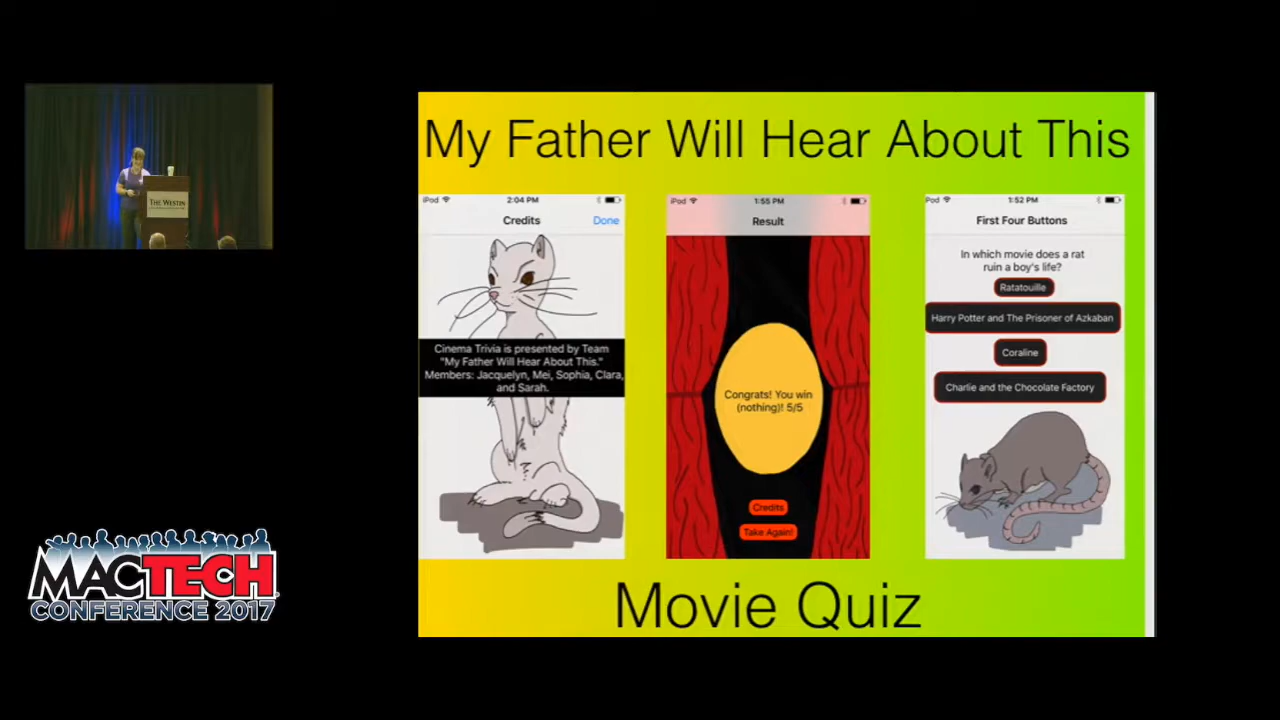 My Father Will Hear About This
iPod 2:04 PM
Credits Done
Cinema Trivia is presented by Team
"My Father Will Hear About This."
Members: Jacquelyn, Mei, Sophia, Clara,
and Sarah.
iPod 1:55 PM
Result
Congrats! You win
(nothing)! 5/5
Credits
Take Again!
iPod 1:52 PM
First Four Buttons
In which movie does a rat
ruin a boy's life?
Ratatouille
Harry Potter and The Prisoner of Azkaban
Coraline
Charlie and the Chocolate Factory
Movie Quiz
THE WESTIN
MACTECH
CONFERENCE 2017